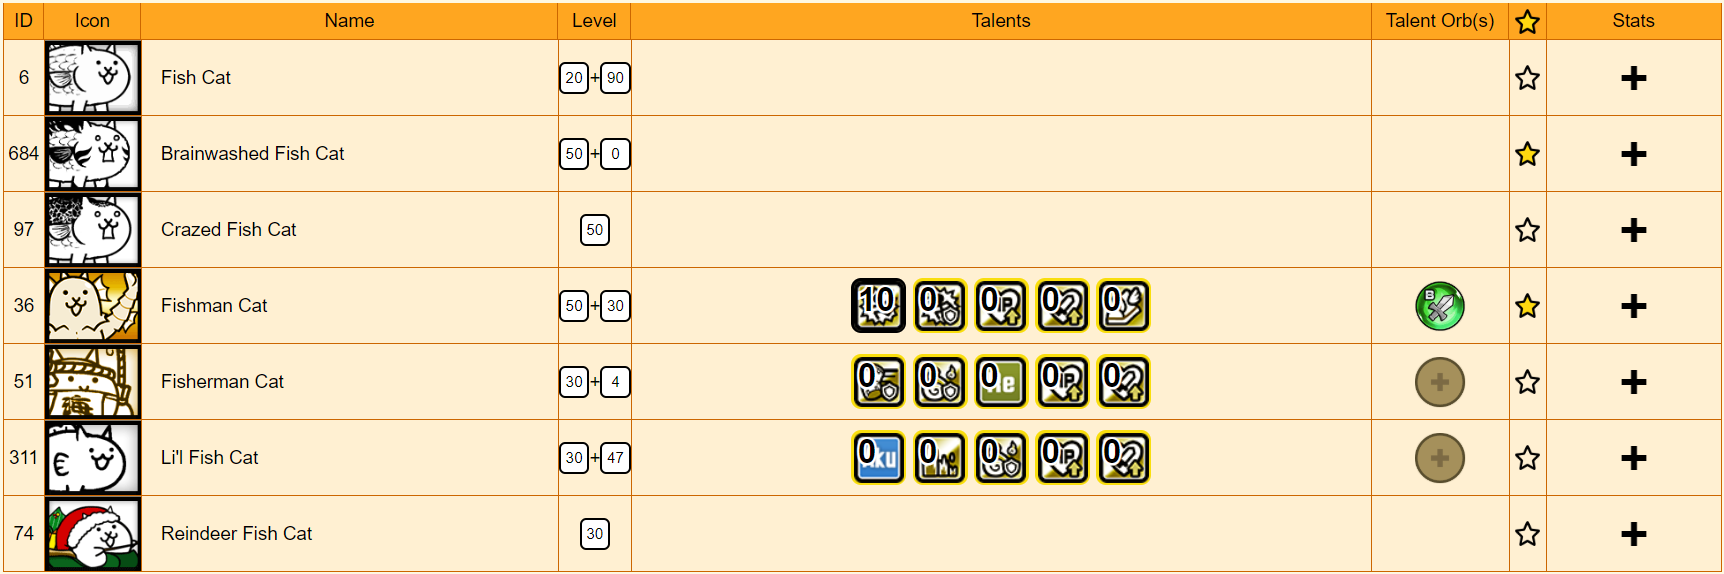 ID Icon Name Level Talents Talent Orb(s) Stats
6 Fish Cat 20+90 +
684 Brainwashed Fish Cat 50+0 +
97 Crazed Fish Cat 50 +
36 Fishman Cat 50+30 10 0 0 0 0 B +
51 Fisherman Cat 30+4 0 0 0 0 0 + +
311 Li'l Fish Cat 30+47 0 0 0 0 0 + +
74 Reindeer Fish Cat 30 +